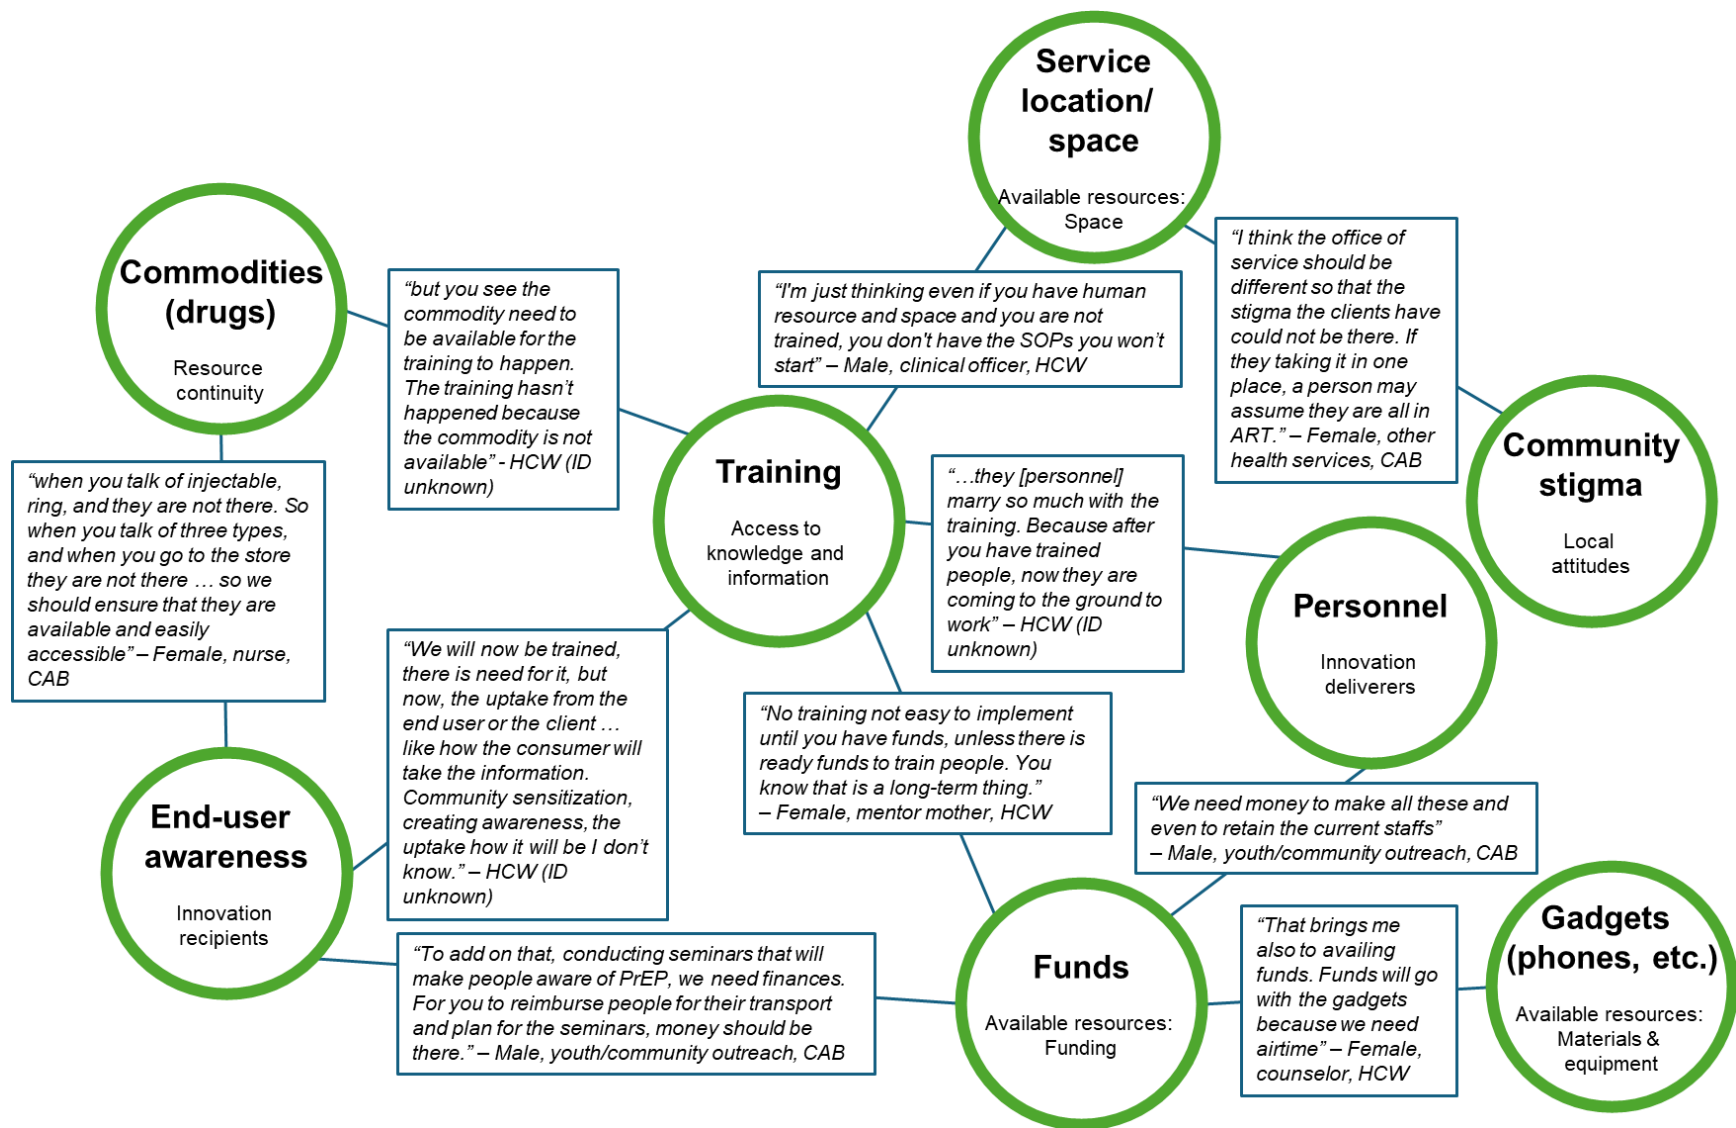 Service
location/
space
Available resources:
Space
Commodities
(drugs)
Resource
continuity
“but you see the
commodity need to
be available for the
training to happen.
The training hasn’t
happened because
the commodity is not
available” - HCW (ID
unknown)
“I'm just thinking even if you have human
resource and space and you are not
trained, you don't have the SOPs you won’t
start” – Male, clinical officer, HCW
“I think the office of
service should be
different so that the
stigma the clients have
could not be there. If
they taking it in one
place, a person may
assume they are all in
ART.” – Female, other
health services, CAB
Community
stigma
Local
attitudes
Training
Access to
knowledge and
information
“when you talk of injectable,
ring, and they are not there. So
when you talk of three types,
and when you go to the store
they are not there … so we
should ensure that they are
available and easily
accessible” – Female, nurse,
CAB
“…they [personnel]
marry so much with the
training. Because after
you have trained
people, now they are
coming to the ground to
work” – HCW (ID
unknown)
Personnel
Innovation
deliverers
“We will now be trained,
there is need for it, but
now, the uptake from the
end user or the client …
like how the consumer will
take the information.
Community sensitization,
creating awareness, the
uptake how it will be I don’t
know.” – HCW (ID
unknown)
“No training not easy to implement
until you have funds, unless there is
ready funds to train people. You
know that is a long-term thing.”
– Female, mentor mother, HCW
“We need money to make all these and
even to retain the current staffs”
– Male, youth/community outreach, CAB
End-user
awareness
Innovation
recipients
“To add on that, conducting seminars that will
make people aware of PrEP, we need finances.
For you to reimburse people for their transport
and plan for the seminars, money should be
there.” – Male, youth/community outreach, CAB
Funds
Available resources:
Funding
“That brings me
also to availing
funds. Funds will go
with the gadgets
because we need
airtime” – Female,
counselor, HCW
Gadgets
(phones, etc.)
Available resources:
Materials &
equipment